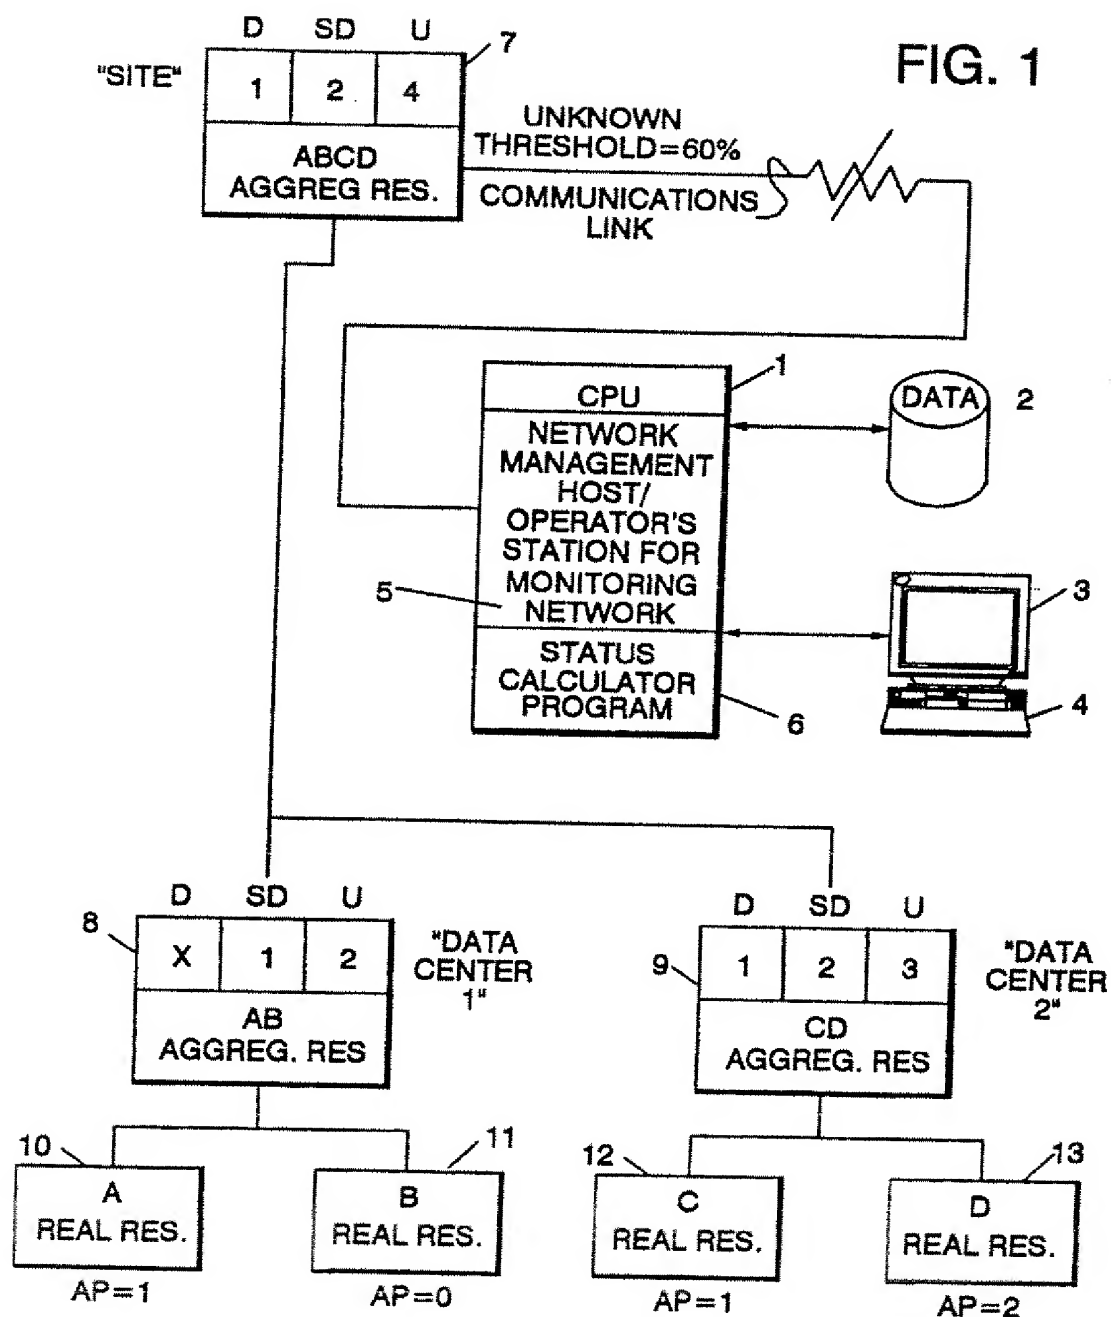 FIG. 1
D SD U
7
"SITE"
1 2 4
ABCD
AGGREG RES.
UNKNOWN
THRESHOLD=60%
COMMUNICATIONS
LINK
1
CPU
NETWORK
MANAGEMENT
HOST/
OPERATOR'S
STATION FOR
MONITORING
NETWORK
5
STATUS
CALCULATOR
PROGRAM
6
DATA
2
3
4
D SD U
8
X 1 2
"DATA
CENTER
1"
AB
AGGREG. RES
D SD U
9
1 2 3
"DATA
CENTER
2"
CD
AGGREG. RES
10
A
REAL RES.
AP=1
11
B
REAL RES.
AP=0
12
C
REAL RES.
AP=1
13
D
REAL RES.
AP=2